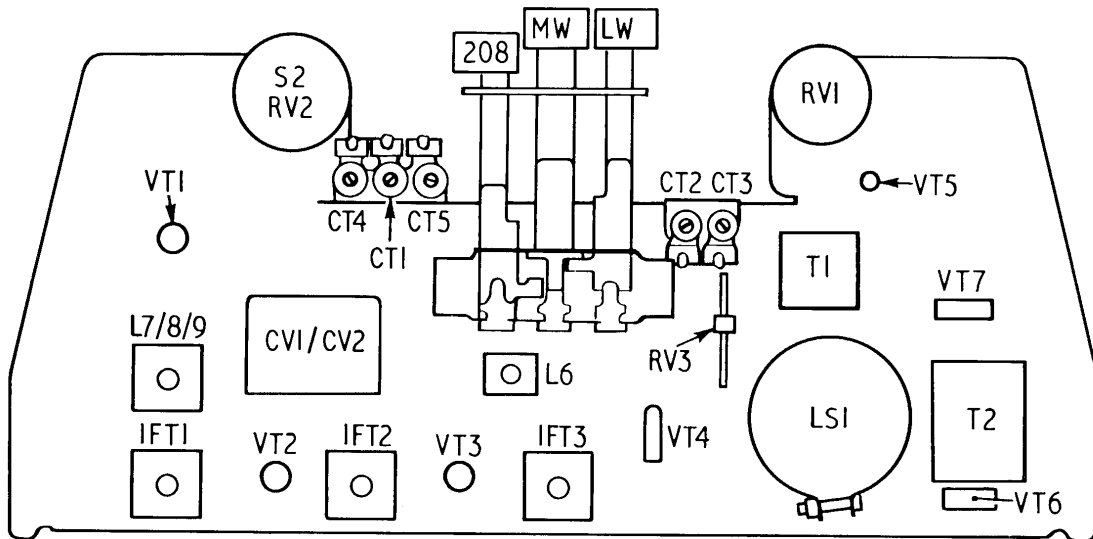 MW LW
208
S2
RV2
RV1
VT1
CT4
CT1
CT5
CT2 CT3
VT5
T1
VT7
L7/8/9
CV1/CV2
RV3
L6
IFT1
VT2
IFT2
VT3
IFT3
VT4
LS1
T2
VT6